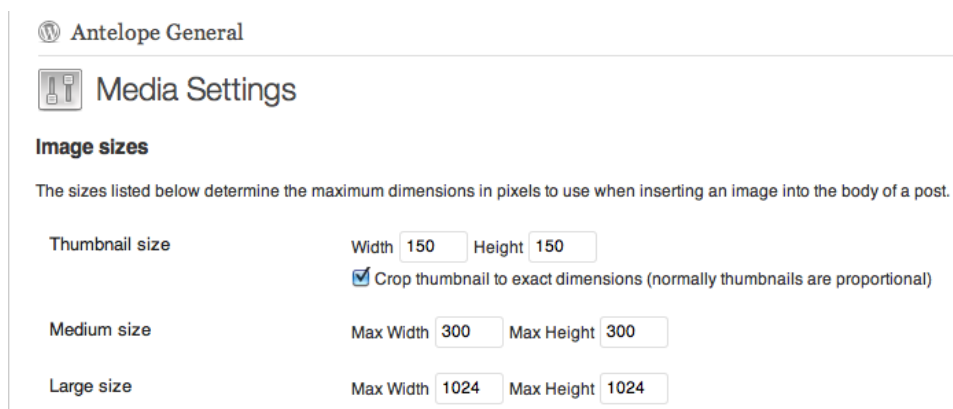 Antelope General
Media Settings
Image sizes
The sizes listed below determine the maximum dimensions in pixels to use when inserting an image into the body of a post.
Thumbnail size Width 150 Height 150
Crop thumbnail to exact dimensions (normally thumbnails are proportional)
Medium size Max Width 300 Max Height 300
Large size Max Width 1024 Max Height 1024